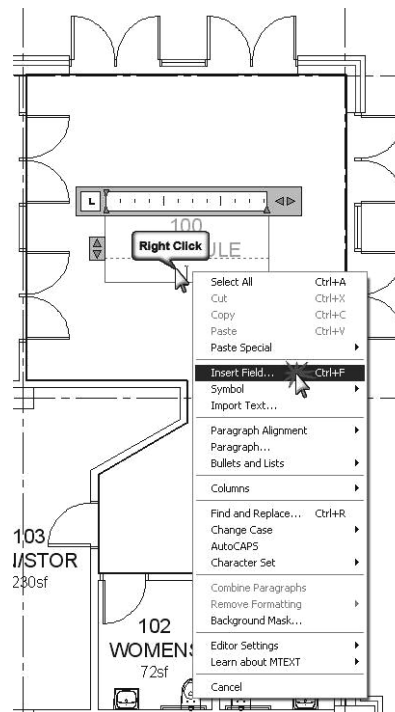 L
100
Right Click
ULE
Select All Ctrl+A
Cut Ctrl+X
Copy Ctrl+C
Paste Ctrl+V
Paste Special
Insert Field... Ctrl+F
Symbol
Import Text...
Paragraph Alignment
Paragraph...
Bullets and Lists
Columns
Find and Replace... Ctrl+R
Change Case
AutoCAPS
Character Set
Combine Paragraphs
Remove Formatting
Background Mask...
Editor Settings
Learn about MTEXT
Cancel
103
I/STOR
230sf
102
WOMENS
72sf